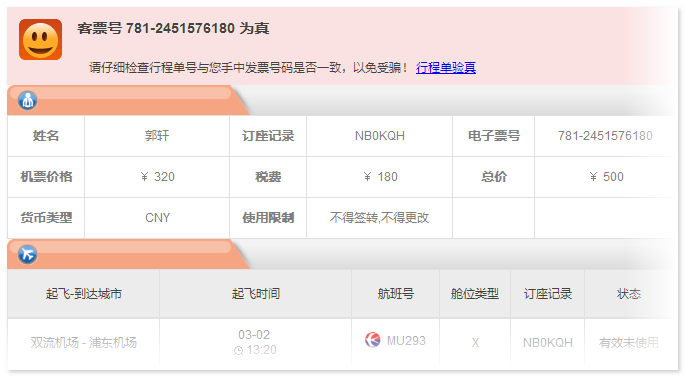 客票号 781-2451576180 为真
请仔细检查行程单号与您手中发票号码是否一致，以免受骗！ 行程单验真
姓名 郭轩 订座记录 NB0KQH 电子票号 781-2451576180
机票价格 ¥ 320 税费 ¥ 180 总价 ¥ 500
货币类型 CNY 使用限制 不得签转,不得更改
起飞-到达城市 起飞时间 航班号 舱位类型 订座记录 状态
双流机场 - 浦东机场 03-02 MU293 X NB0KQH 有效未使用
13:20